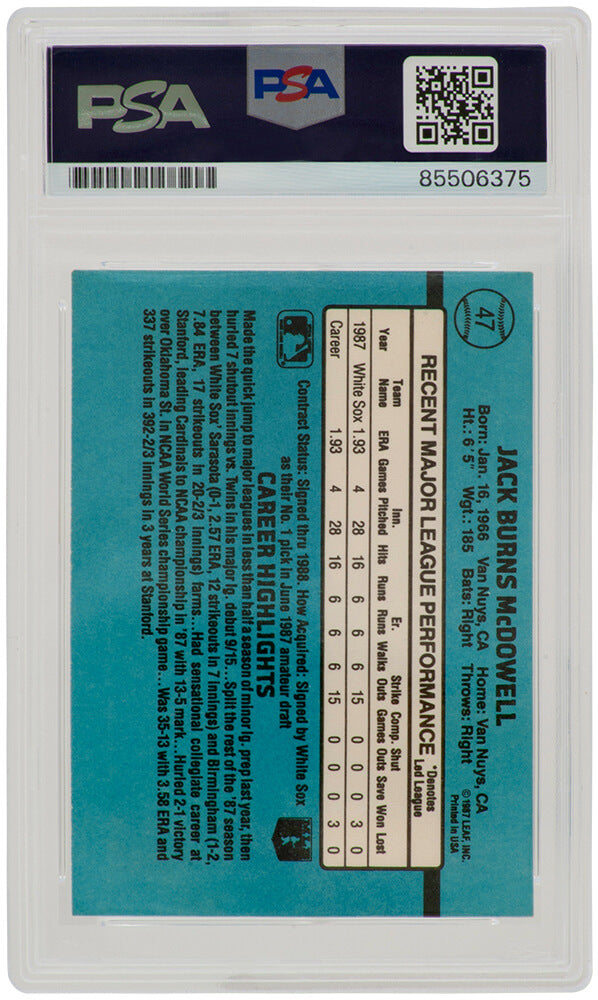 PSA
PSA
85506375
47
JACK BURNS McDOWELL
Born: Jan. 16, 1966 Van Nuys, CA Home: Van Nuys, CA
Ht.: 6'5" Wgt.: 185 Bats: Right Throws: Right
©1987 LEAF, INC.
Printed in USA
RECENT MAJOR LEAGUE PERFORMANCE
*Denotes
Led League
Team Inn. Er. Strike Comp. Shut
Year Name ERA Games Pitched Hits Runs Runs Walks Outs Games Outs Save Won Lost
1987 White Sox 1.93 4 28 16 6 6 6 15 0 0 0 3 0
Career 1.93 4 28 16 6 6 6 15 0 0 0 3 0
Contract Status: Signed thru 1988. How Acquired: Signed by White Sox
as their No. 1 pick in June 1987 amateur draft
CAREER HIGHLIGHTS
Made the quick jump to major leagues in less than half a season of minor lg. prep last year, then
hurled 7 shutout innings vs. Twins in his major lg. debut 9/15...Split the rest of the '87 season
between White Sox' Sarasota (0-1, 2.57 ERA, 12 strikeouts in 7 innings) and Birmingham (1-2,
7.84 ERA, 17 strikeouts in 20-2/3 innings) farms...Had sensational collegiate career at
Stanford, leading Cardinals to NCAA championship in '87 with 13-5 mark...Hurled 2-1 victory
over Oklahoma St. in NCAA World Series championship game...Was 35-13 with 3.58 ERA and
337 strikeouts in 392-2/3 innings in 3 years at Stanford.